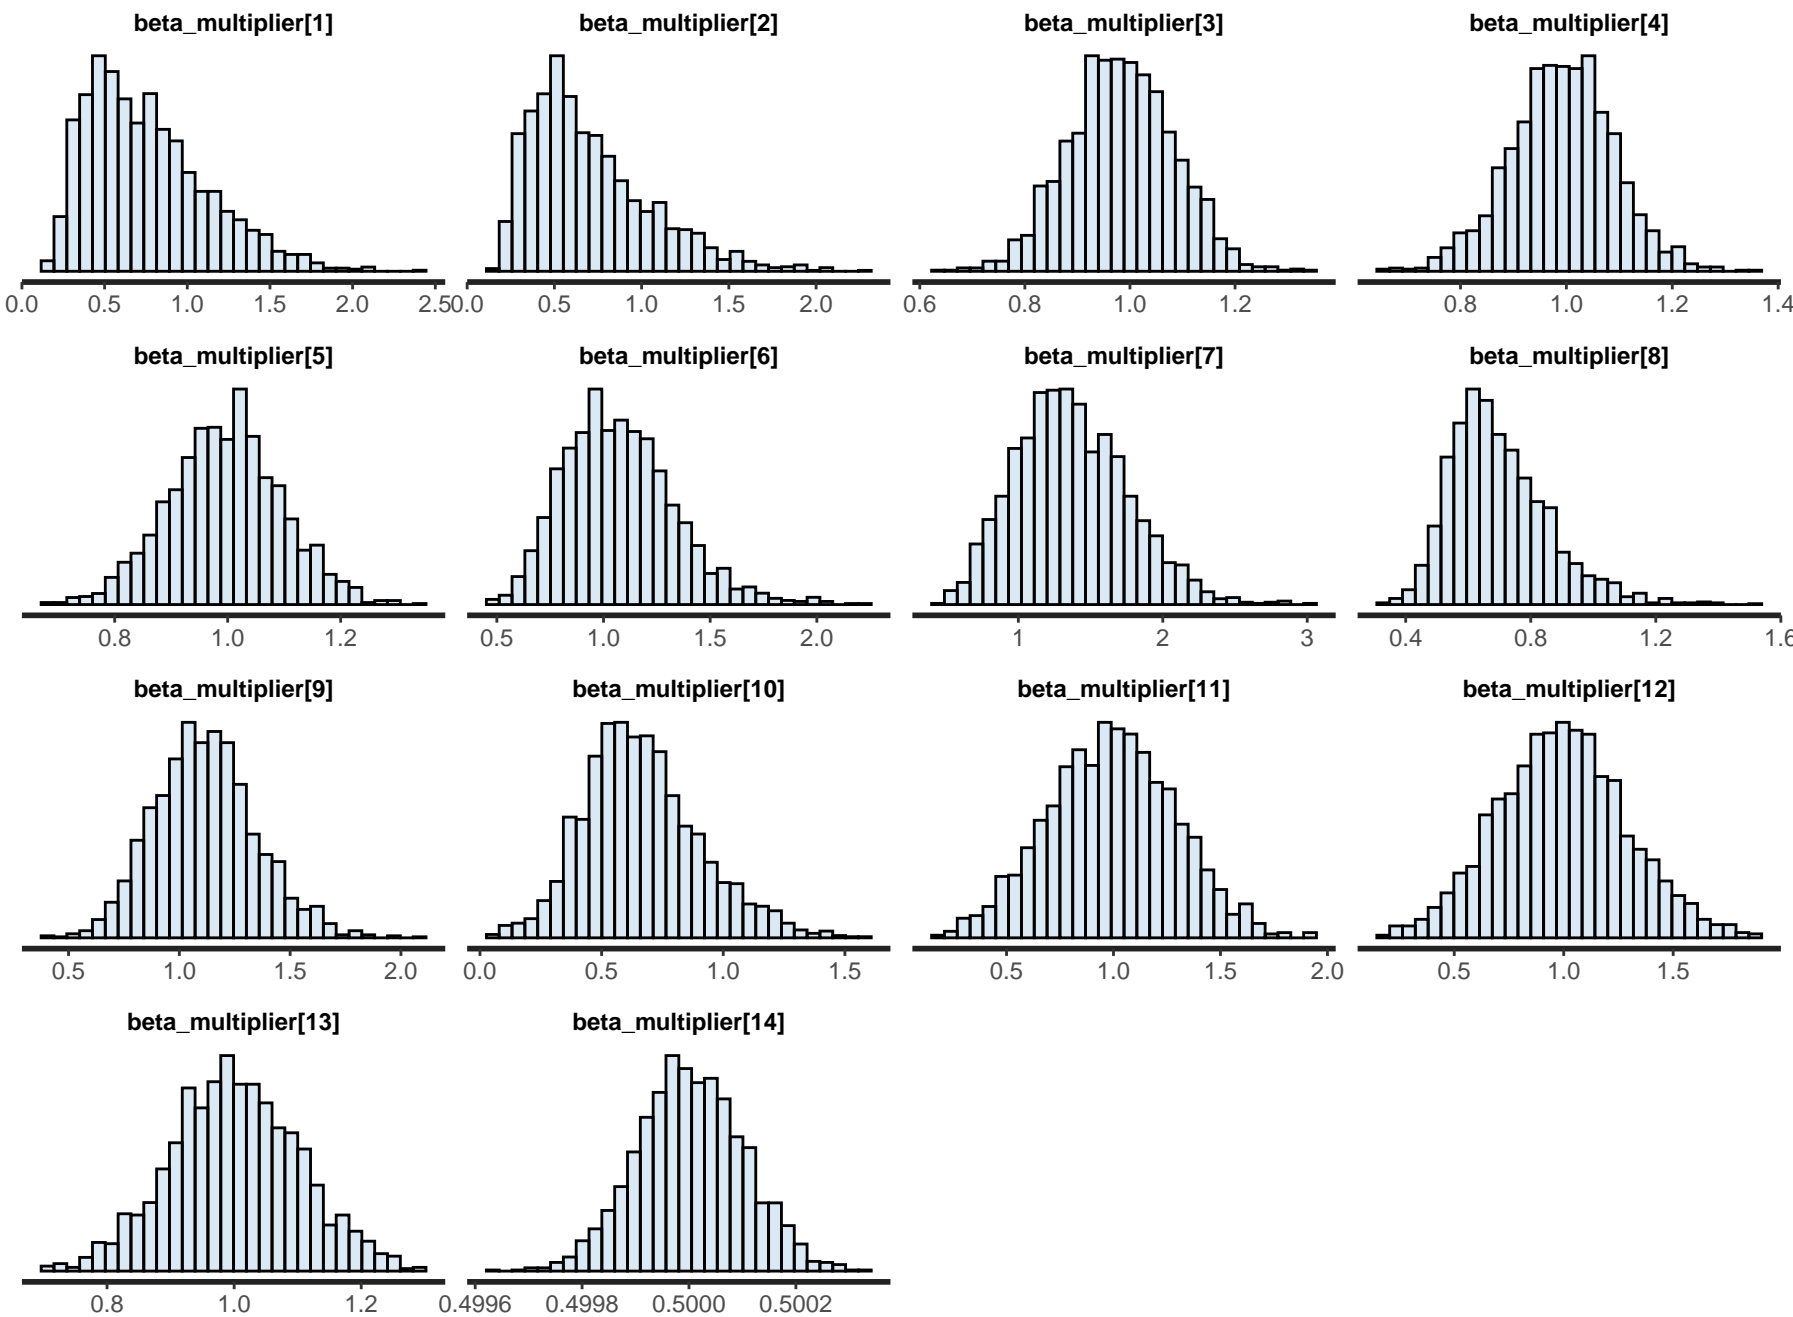 beta_multiplier[1] beta_multiplier[2] beta_multiplier[3] beta_multiplier[4]
0.0 0.5 1.0 1.5 2.0 2.5 0.0 0.5 1.0 1.5 2.0 0.6 0.8 1.0 1.2 0.8 1.0 1.2 1.4
beta_multiplier[5] beta_multiplier[6] beta_multiplier[7] beta_multiplier[8]
0.8 1.0 1.2 0.5 1.0 1.5 2.0 1 2 3 0.4 0.8 1.2 1.6
beta_multiplier[9] beta_multiplier[10] beta_multiplier[11] beta_multiplier[12]
0.5 1.0 1.5 2.0 0.0 0.5 1.0 1.5 0.5 1.0 1.5 2.0 0.5 1.0 1.5
beta_multiplier[13] beta_multiplier[14]
0.8 1.0 1.2 0.4996 0.4998 0.5000 0.5002